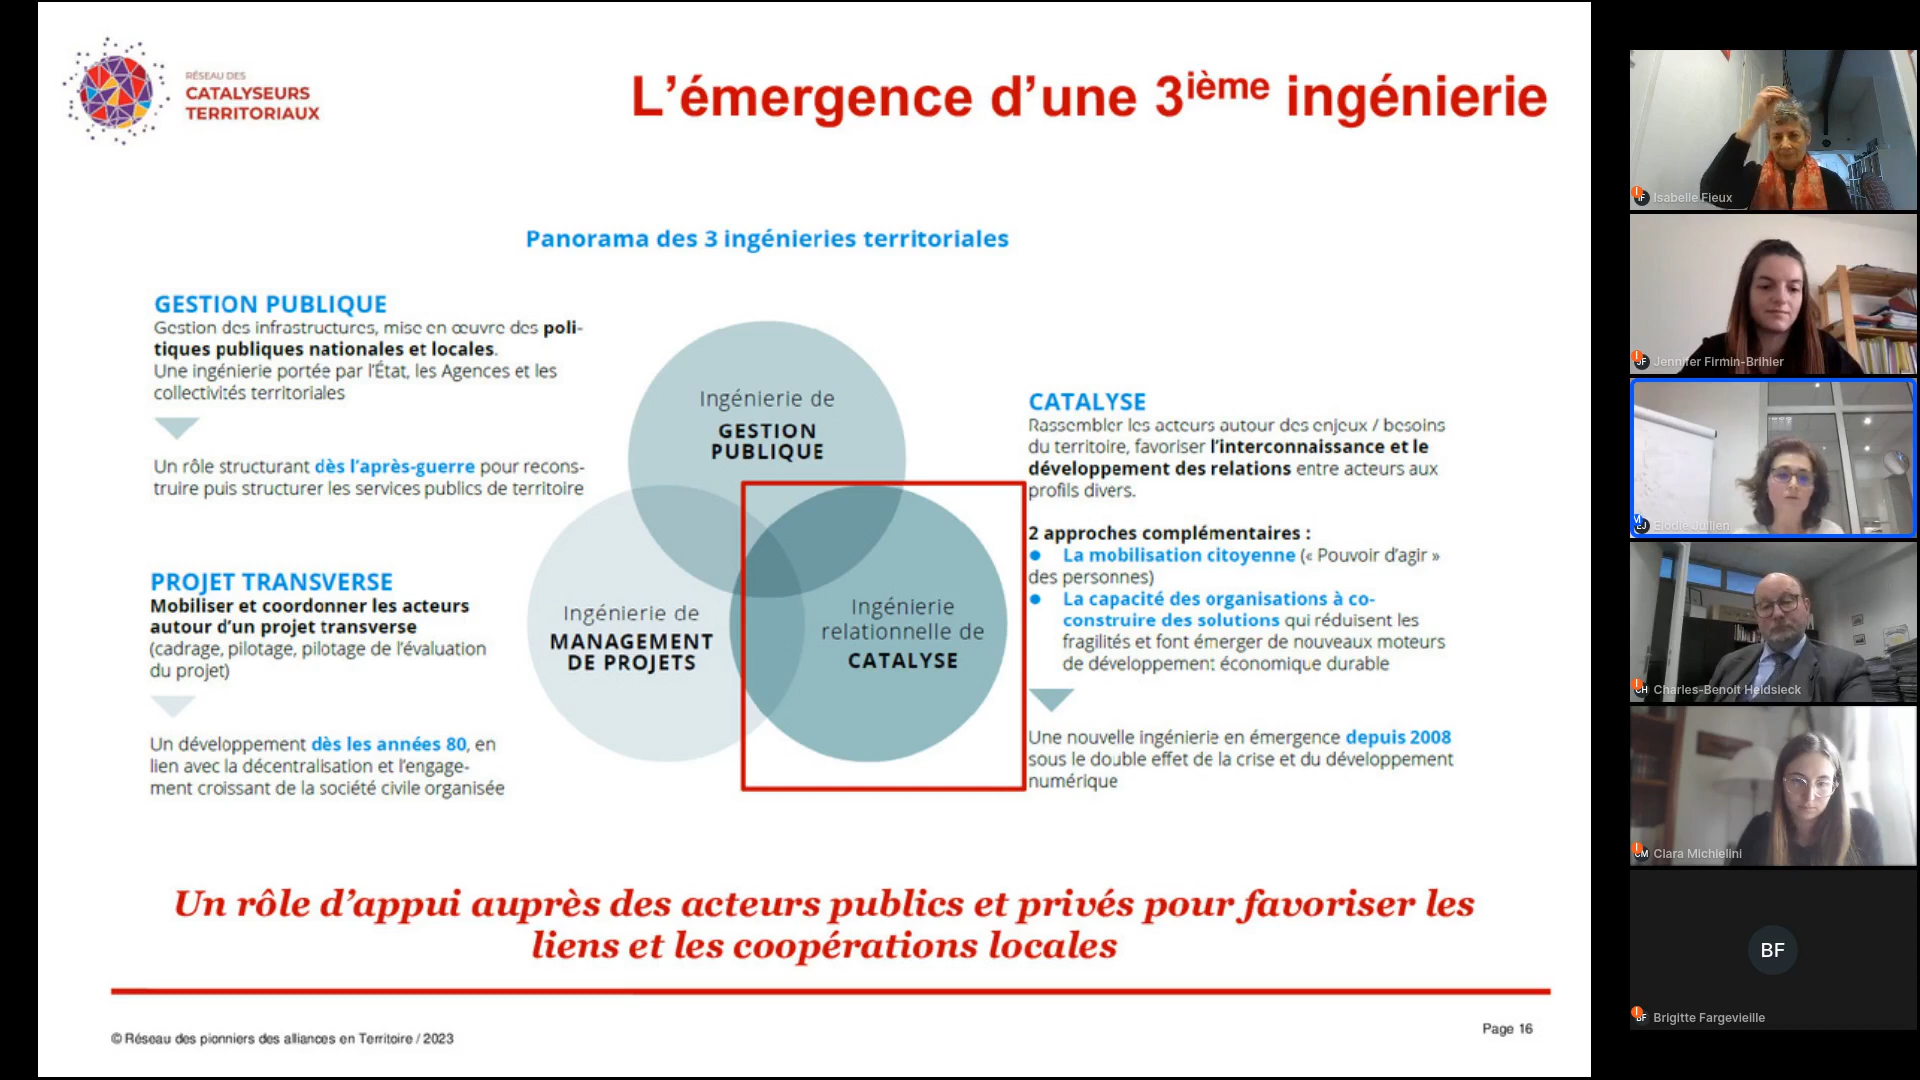 RÉSEAU DES
CATALYSEURS
TERRITORIAUX
L'émergence d'une 3ième ingénierie
Panorama des 3 ingénieries territoriales
GESTION PUBLIQUE
Gestion des infrastructures, mise en œuvre des poli-
tiques publiques nationales et locales.
Une ingénierie portée par l'État, les Agences et les
collectivités territoriales
Un rôle structurant dès l'après-guerre pour recons-
truire puis structurer les services publics de territoire
PROJET TRANSVERSE
Mobiliser et coordonner les acteurs
autour d'un projet transverse
(cadrage, pilotage, pilotage de l'évaluation
du projet)
Un développement dès les années 80, en
lien avec la décentralisation et l'engage-
ment croissant de la société civile organisée
Ingénierie de
GESTION
PUBLIQUE
Ingénierie de
MANAGEMENT
DE PROJETS
Ingénierie
relationnelle de
CATALYSE
CATALYSE
Rassembler les acteurs autour des enjeux / besoins
du territoire, favoriser l'interconnaissance et le
développement des relations entre acteurs aux
profils divers.
2 approches complémentaires :
● La mobilisation citoyenne (« Pouvoir d'agir »
des personnes)
● La capacité des organisations à co-
construire des solutions qui réduisent les
fragilités et font émerger de nouveaux moteurs
de développement économique durable
Une nouvelle ingénierie en émergence depuis 2008
sous le double effet de la crise et du développement
numérique
Un rôle d'appui auprès des acteurs publics et privés pour favoriser les
liens et les coopérations locales
© Réseau des pionniers des alliances en Territoire / 2023
Page 16
IF Isabelle Fieux
JF Jennifer Firmin-Brihier
EJ Elodie Jullien
CH Charles-Benoit Heidsieck
CM Clara Michielini
BF
BF Brigitte Fargevieille